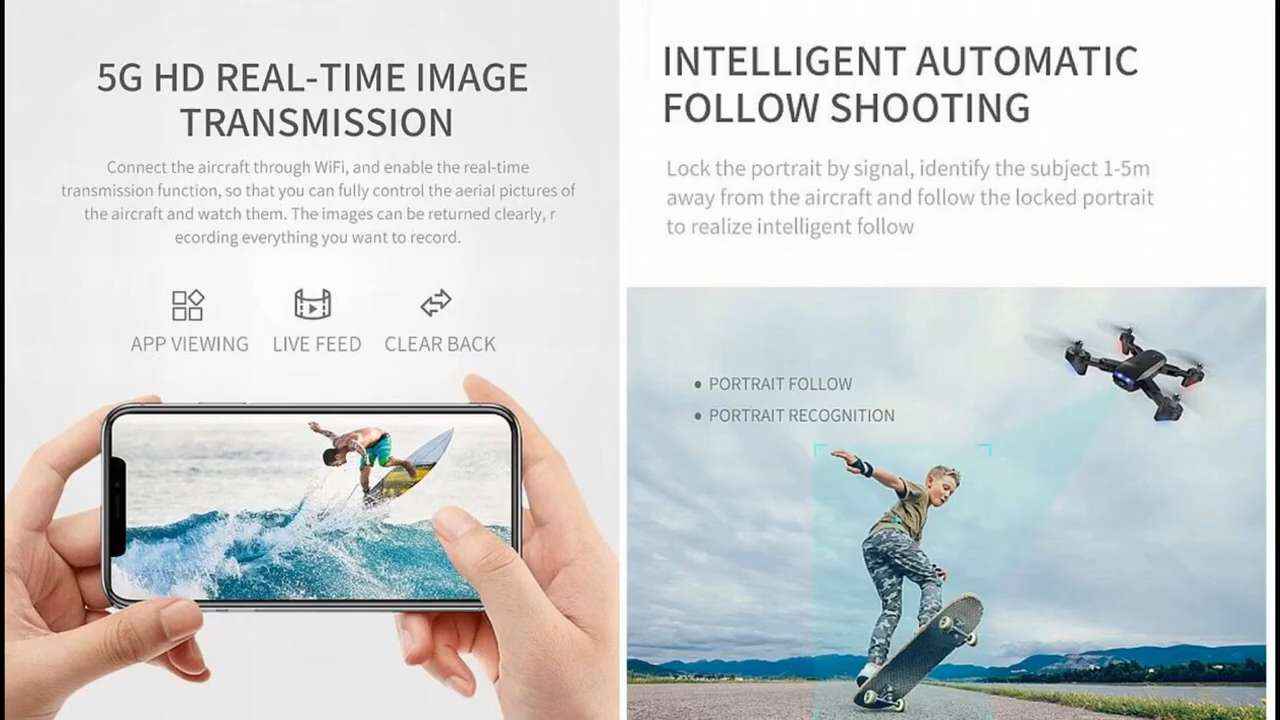 5G HD REAL-TIME IMAGE
TRANSMISSION
Connect the aircraft through WiFi, and enable the real-time
transmission function, so that you can fully control the aerial pictures of
the aircraft and watch them. The images can be returned clearly, r
ecording everything you want to record.
APP VIEWING
LIVE FEED
CLEAR BACK
INTELLIGENT AUTOMATIC
FOLLOW SHOOTING
Lock the portrait by signal, identify the subject 1-5m
away from the aircraft and follow the locked portrait
to realize intelligent follow
● PORTRAIT FOLLOW
● PORTRAIT RECOGNITION